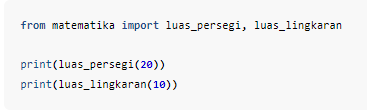 from matematika import luas_persegi, luas_lingkaran
print(luas_persegi(20))
print(luas_lingkaran(10))